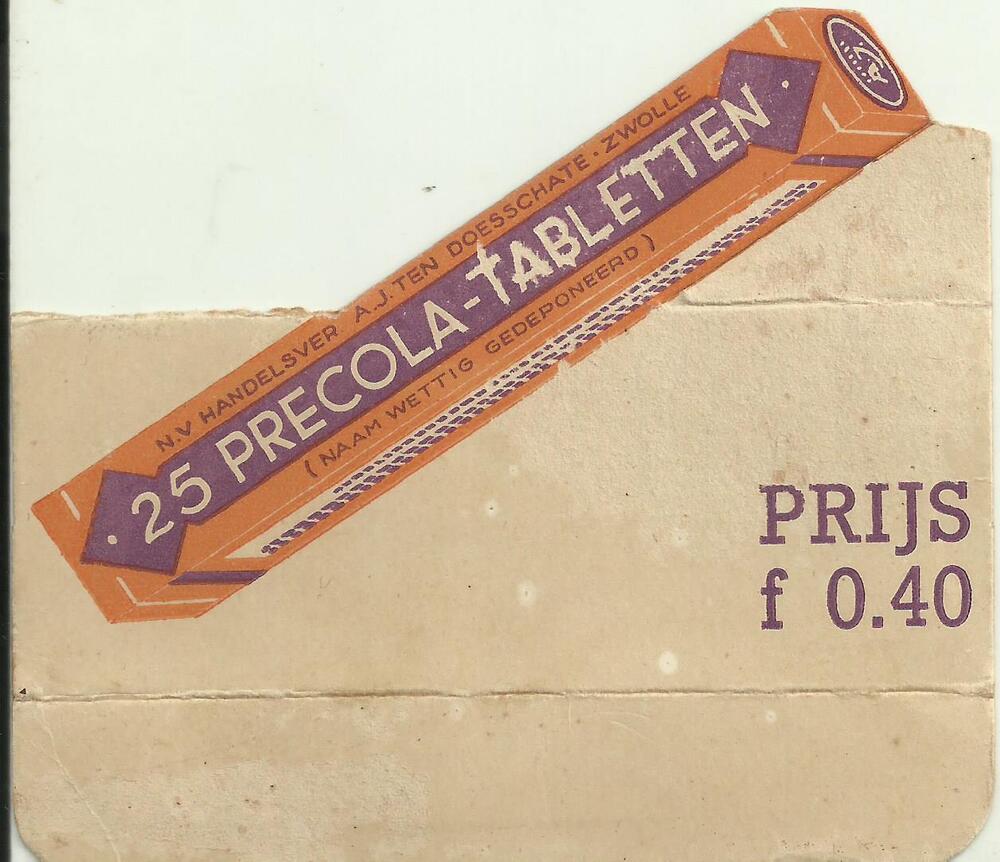 N.V HANDELSVER A.J. TEN DOESSCHATE · ZWOLLE
· 25 PRECOLA-TABLETTEN ·
( NAAM WETTIG GEDEPONEERD )
PRIJS
f 0.40